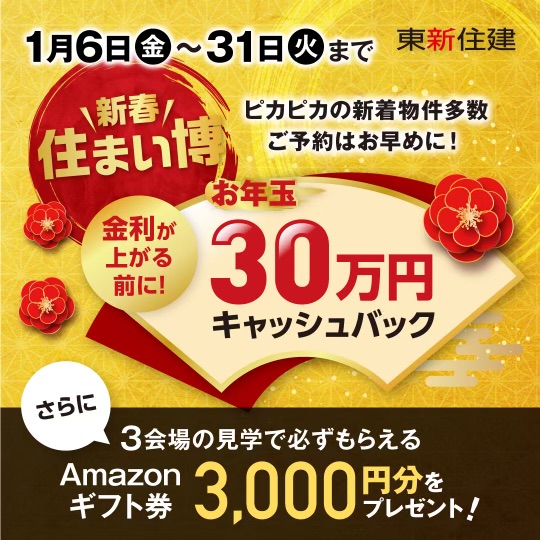 1月6日金～31日火まで
東新住建
新春
住まい博
ピカピカの新着物件多数
ご予約はお早めに！
お年玉
金利が
上がる
前に！
30万円
キャッシュバック
さらに
3会場の見学で必ずもらえる
Amazon
ギフト券
3,000円分を
プレゼント！